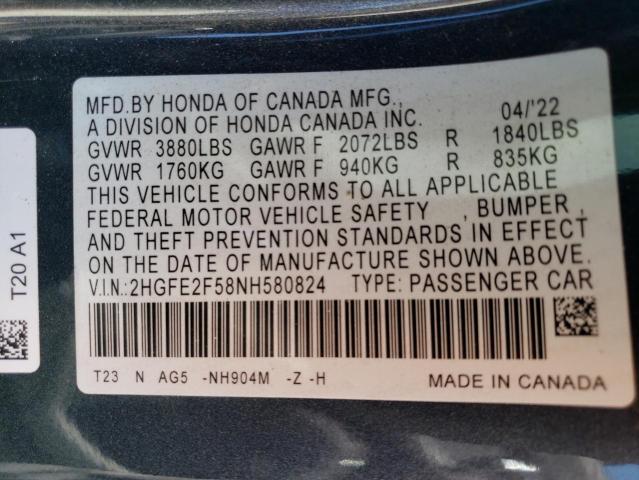 MFD.BY HONDA OF CANADA MFG.,
A DIVISION OF HONDA CANADA INC. 04/'22
GVWR 3880LBS GAWR F 2072LBS R 1840LBS
GVWR 1760KG GAWR F 940KG R 835KG
THIS VEHICLE CONFORMS TO ALL APPLICABLE
FEDERAL MOTOR VEHICLE SAFETY , BUMPER ,
AND THEFT PREVENTION STANDARDS IN EFFECT
ON THE DATE OF MANUFACTURE SHOWN ABOVE.
V.I.N.:2HGFE2F58NH580824 TYPE: PASSENGER CAR
T23 N AG5 -NH904M -Z -H MADE IN CANADA
T20 A1